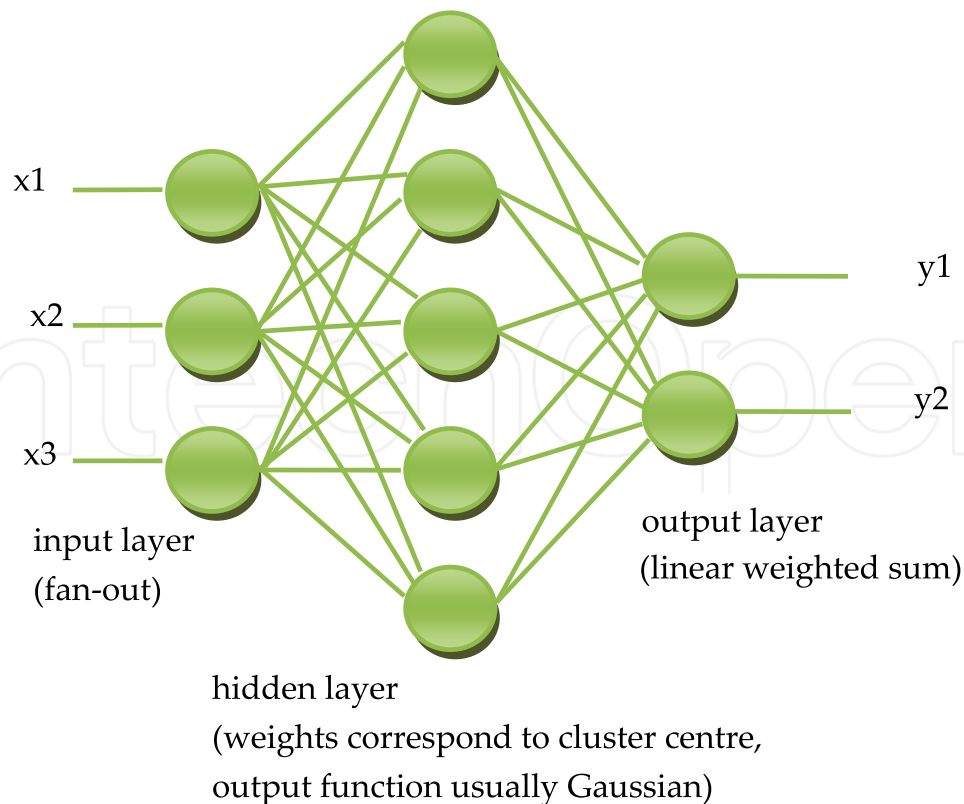 x1
x2
x3
y1
y2
input layer
(fan-out)
output layer
(linear weighted sum)
hidden layer
(weights correspond to cluster centre,
output function usually Gaussian)